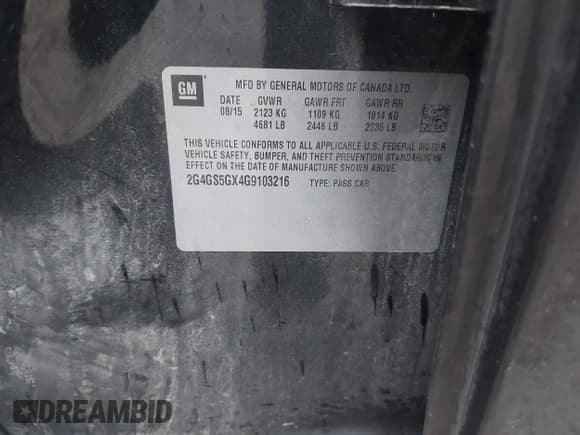 GM
MFD BY GENERAL MOTORS OF CANADA LTD.
DATE GVWR GAWR FRT GAWR RR
08/15 2123 KG 1109 KG 1014 KG
4681 LB 2446 LB 2235 LB
THIS VEHICLE CONFORMS TO ALL APPLICABLE U.S. FEDERAL MOTOR
VEHICLE SAFETY, BUMPER, AND THEFT PREVENTION STANDARDS IN
EFFECT ON THE DATE OF MANUFACTURE SHOWN ABOVE.
2G4GS5GX4G9103216 TYPE: PASS CAR
DREAMBID